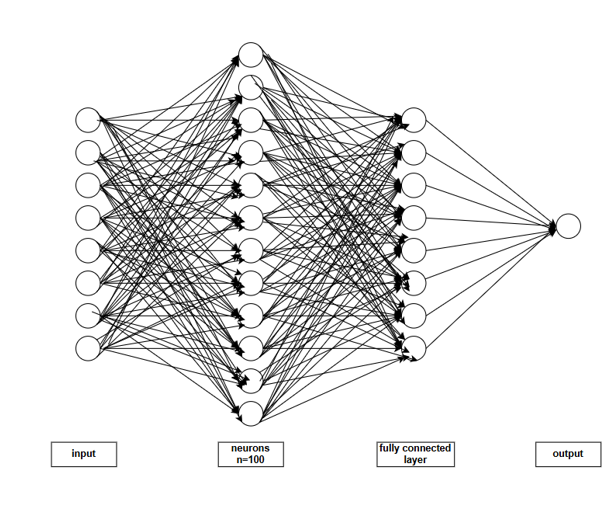 input
neurons
n=100
fully connected
layer
output